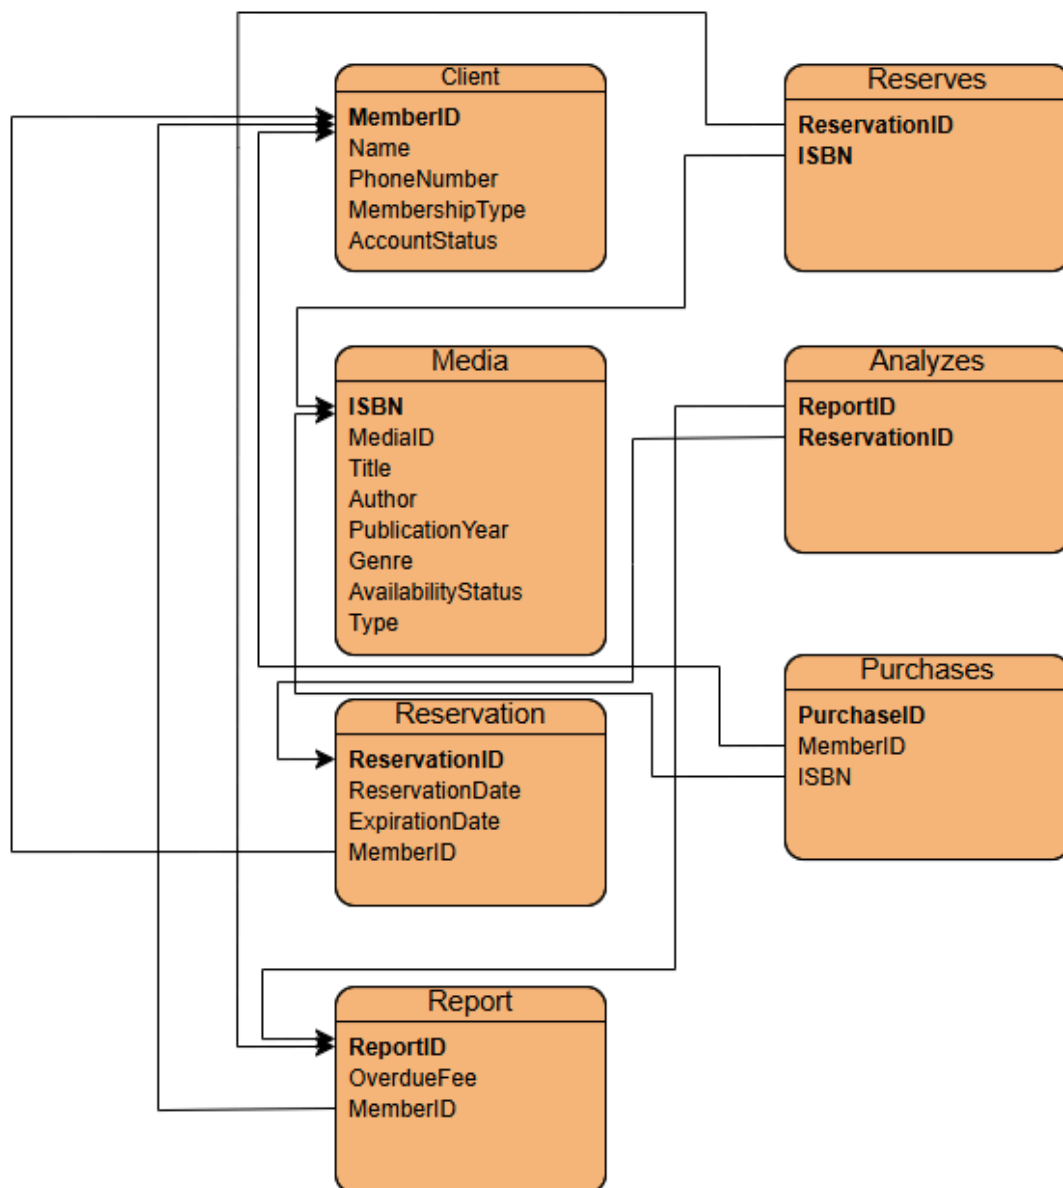 Client
MemberID
Name
PhoneNumber
MembershipType
AccountStatus
Reserves
ReservationID
ISBN
Media
ISBN
MediaID
Title
Author
PublicationYear
Genre
AvailabilityStatus
Type
Analyzes
ReportID
ReservationID
Reservation
ReservationID
ReservationDate
ExpirationDate
MemberID
Purchases
PurchaseID
MemberID
ISBN
Report
ReportID
OverdueFee
MemberID